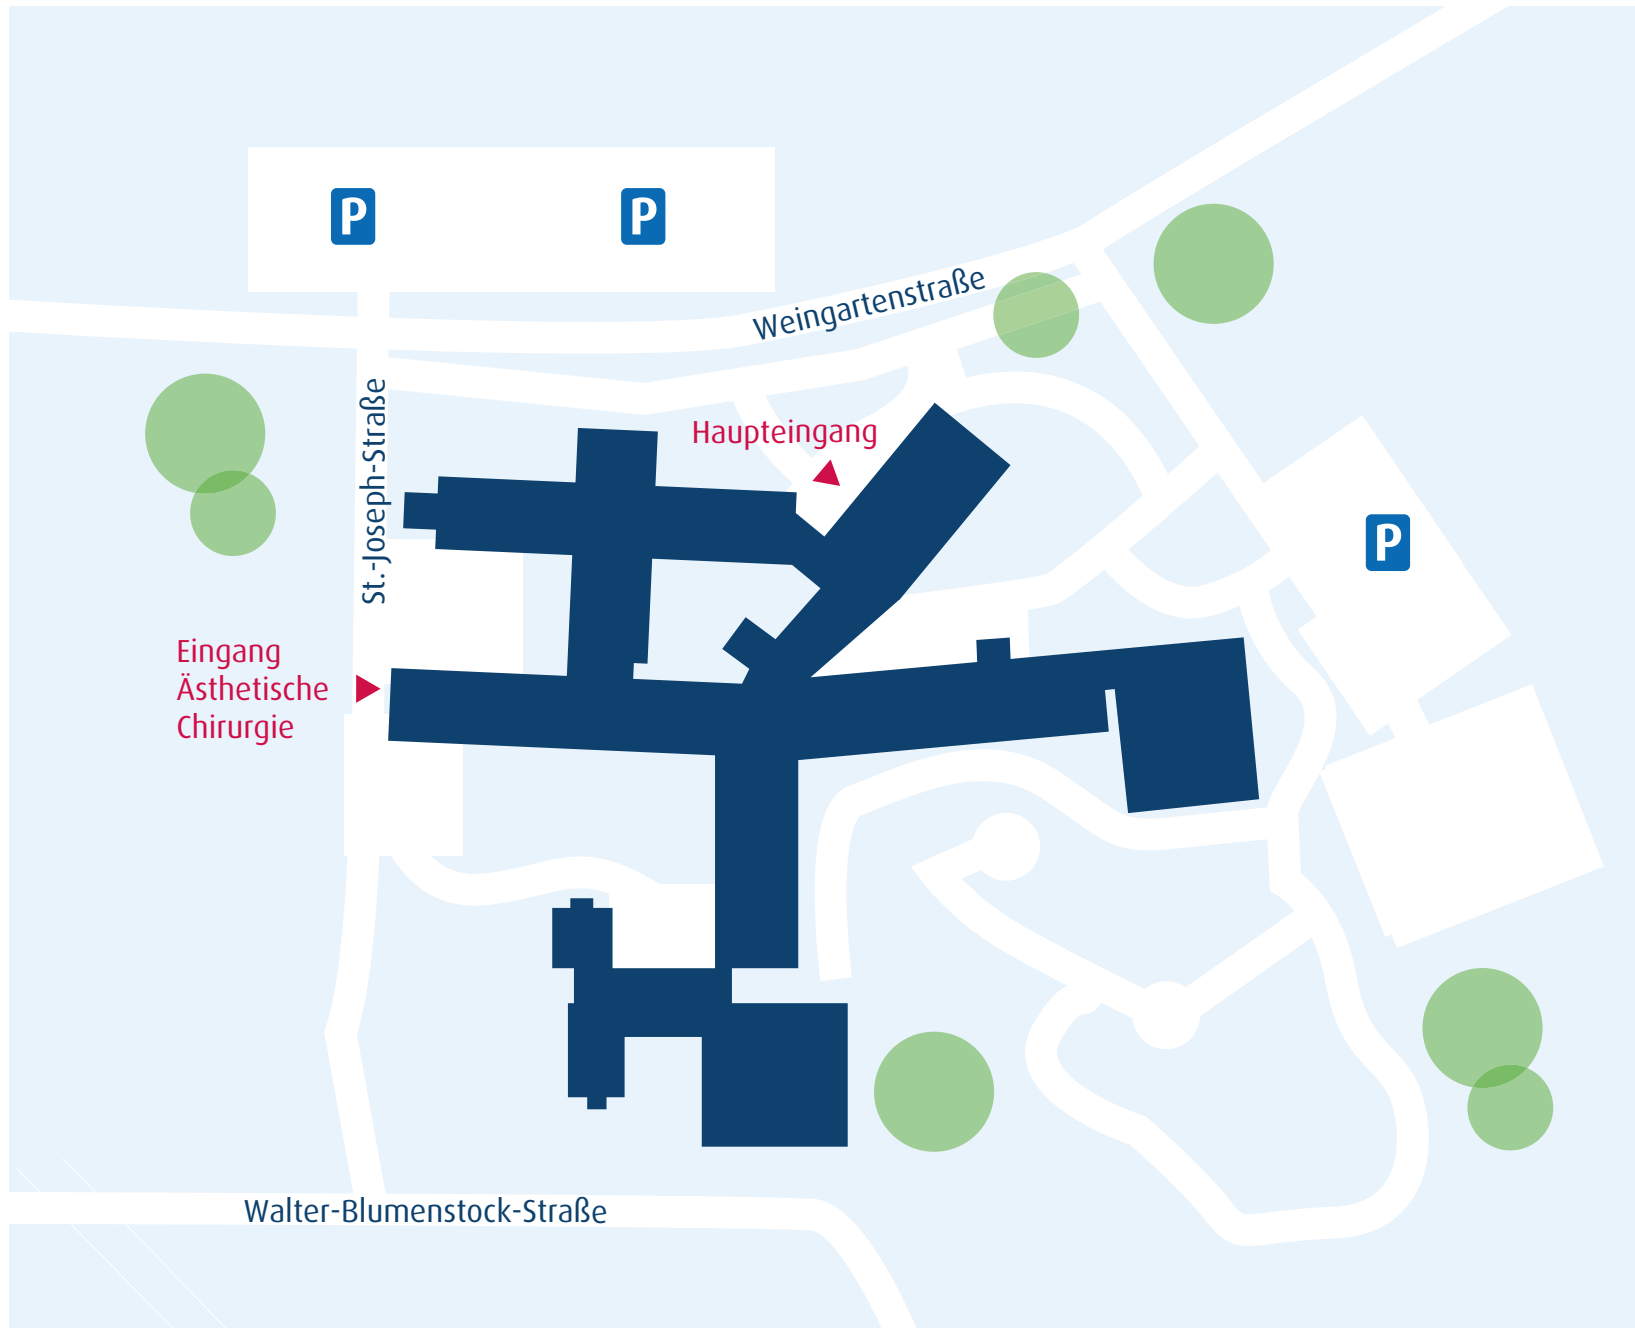 P
P
Weingartenstraße
St.-Joseph-Straße
Haupteingang
P
Eingang
Ästhetische
Chirurgie
Walter-Blumenstock-Straße